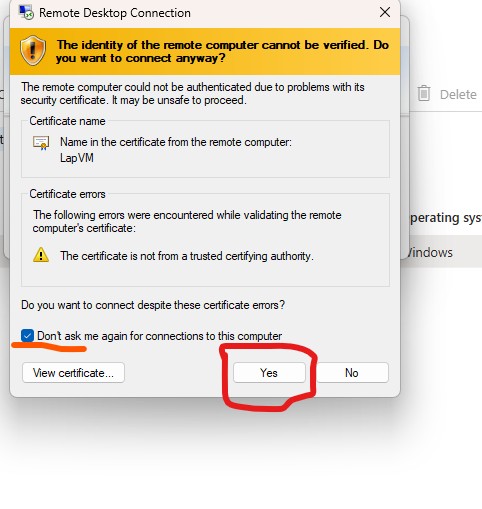 Remote Desktop Connection
The identity of the remote computer cannot be verified. Do
you want to connect anyway?
The remote computer could not be authenticated due to problems with its
security certificate. It may be unsafe to proceed.
Delete
Certificate name
Name in the certificate from the remote computer:
LapVM
Certificate errors
The following errors were encountered while validating the remote
computer's certificate:
perating sys
Windows
The certificate is not from a trusted certifying authority.
Do you want to connect despite these certificate errors?
Don't ask me again for connections to this computer
View certificate...
Yes
No